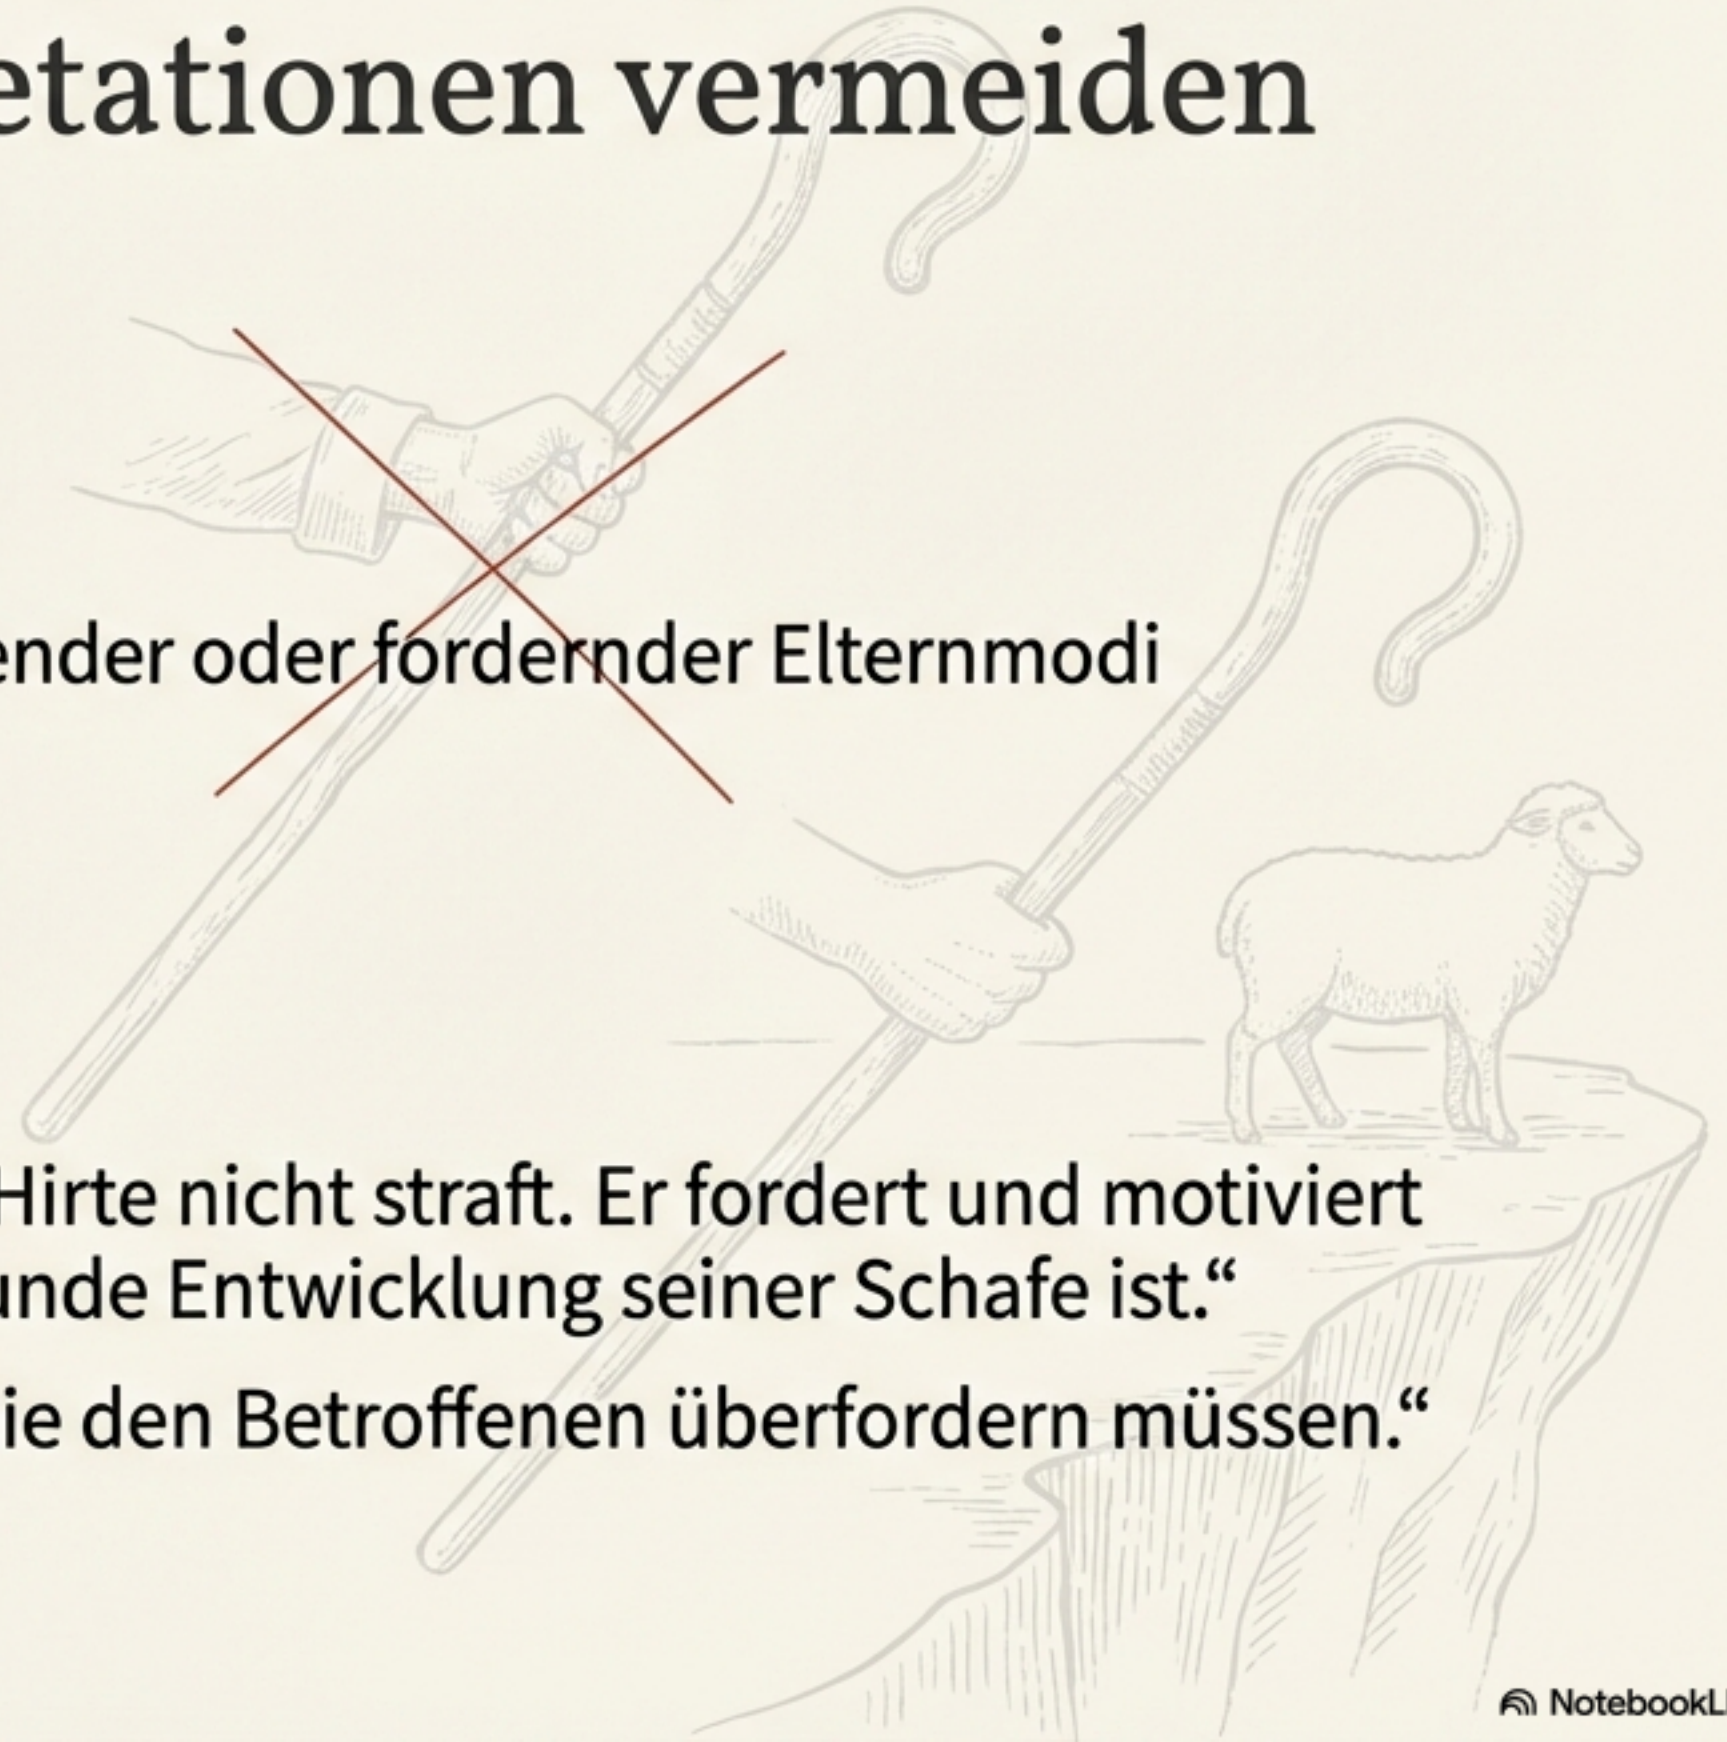 etationen vermeiden
ender oder fordernder Elternmodi
Hirte nicht straft. Er fordert und motiviert
unde Entwicklung seiner Schafe ist.“
ie den Betroffenen überfordern müssen.“
NotebookL